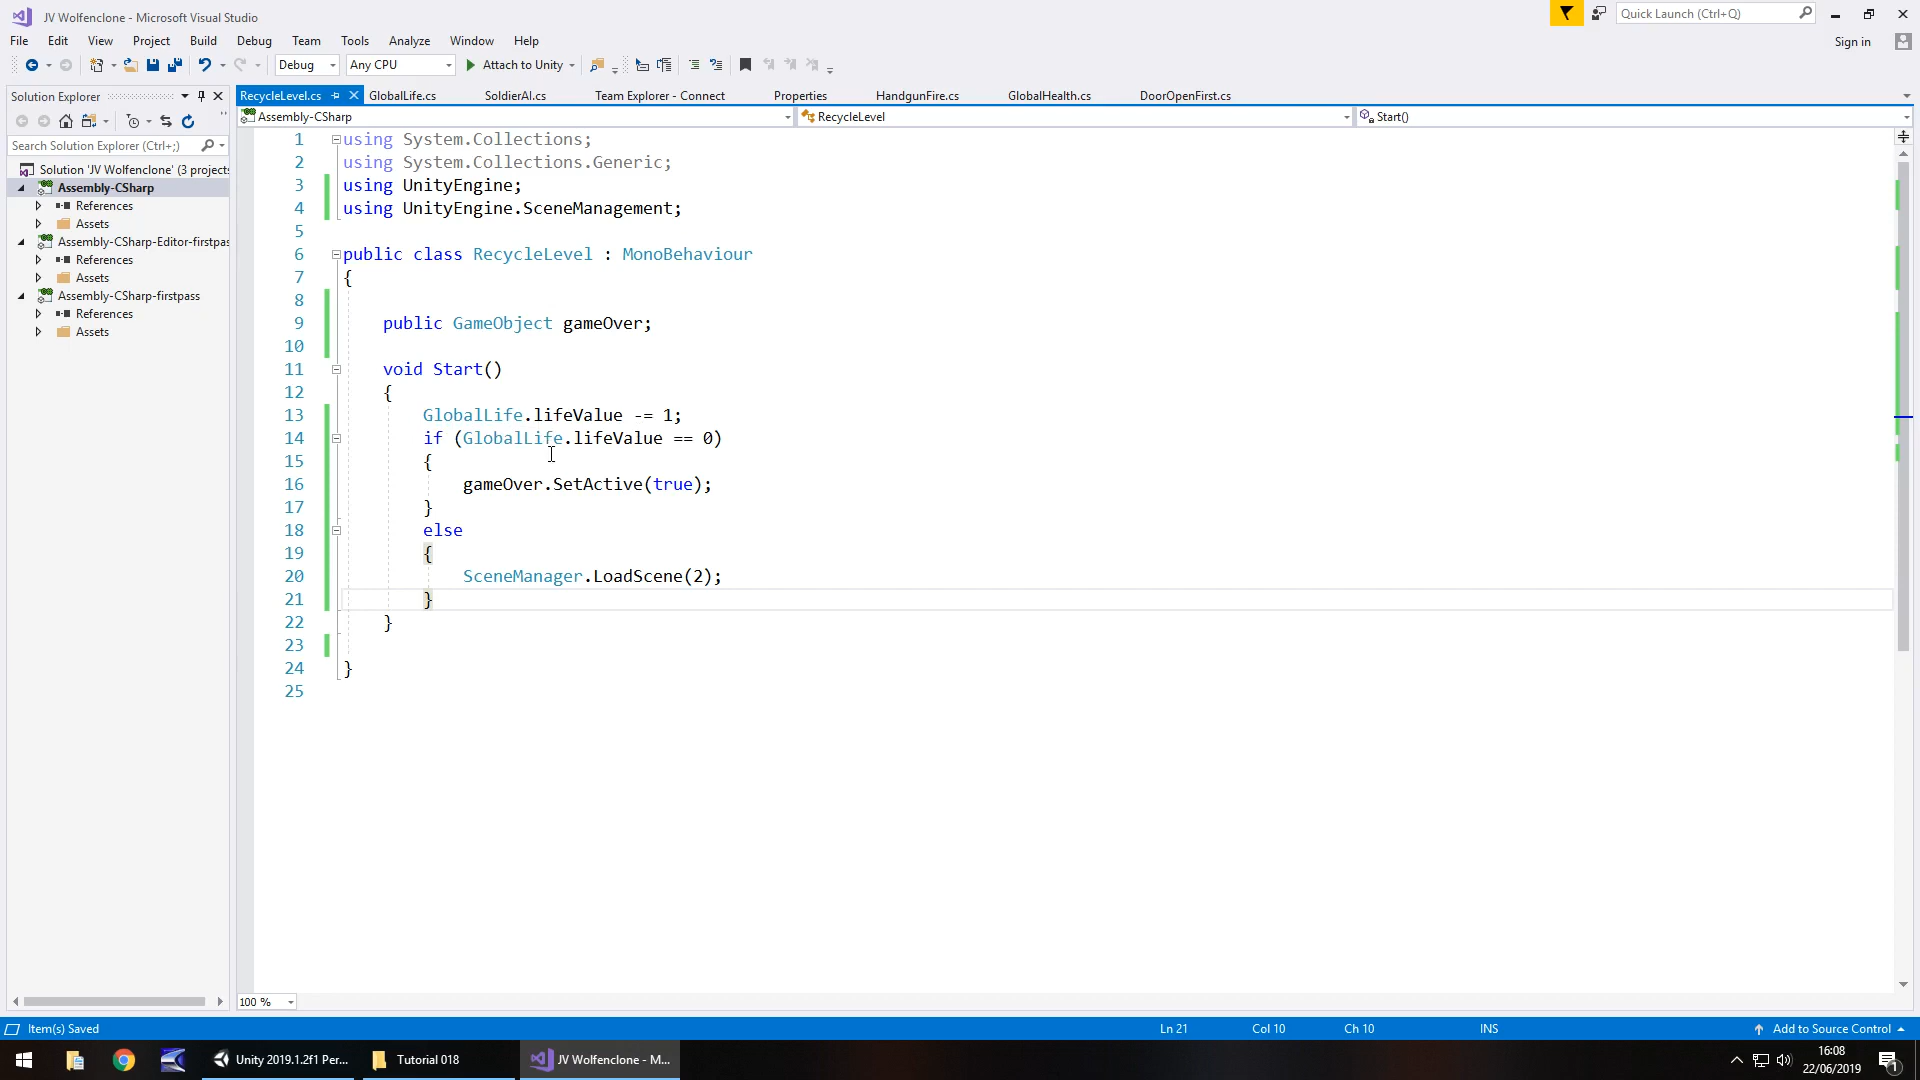 JV Wolfenclone - Microsoft Visual Studio
Quick Launch (Ctrl+Q)
File Edit View Project Build Debug Team Tools Analyze Window Help
Sign in
Debug Any CPU Attach to Unity
Solution Explorer
RecycleLevel.cs GlobalLife.cs SoldierAI.cs Team Explorer - Connect Properties HandgunFire.cs GlobalHealth.cs DoorOpenFirst.cs
Assembly-CSharp RecycleLevel Start()
Search Solution Explorer (Ctrl+;)
Solution 'JV Wolfenclone' (3 projects
Assembly-CSharp
References
Assets
Assembly-CSharp-Editor-firstpas
References
Assets
Assembly-CSharp-firstpass
References
Assets
1 using System.Collections;
2 using System.Collections.Generic;
3 using UnityEngine;
4 using UnityEngine.SceneManagement;
5
6 public class RecycleLevel : MonoBehaviour
7 {
8
9 public GameObject gameOver;
10
11 void Start()
12 {
13 GlobalLife.lifeValue -= 1;
14 if (GlobalLife.lifeValue == 0)
15 {
16 gameOver.SetActive(true);
17 }
18 else
19 {
20 SceneManager.LoadScene(2);
21 }
22 }
23
24 }
25
100 %
Item(s) Saved Ln 21 Col 10 Ch 10 INS Add to Source Control
Unity 2019.1.2f1 Per... Tutorial 018 JV Wolfenclone - M...
16:08
22/06/2019
1